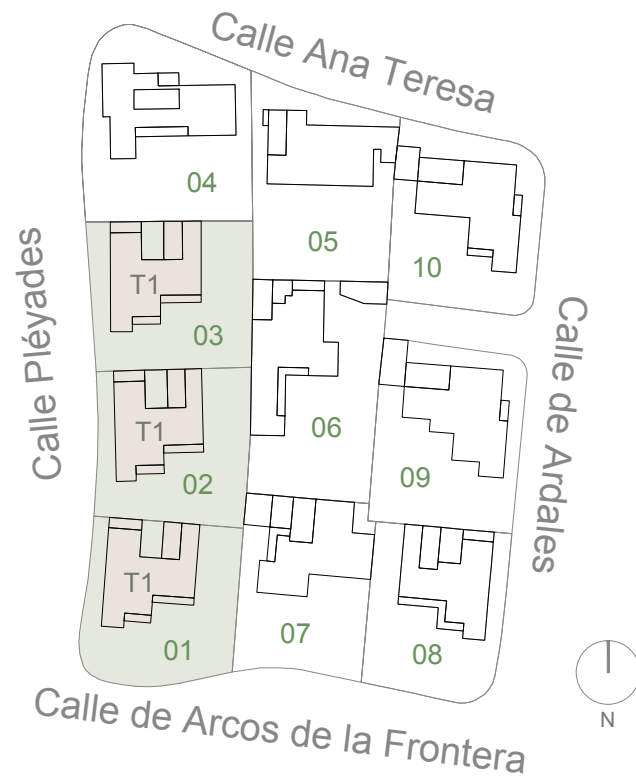 Calle Ana Teresa
04
05
10
T1
03
Calle Pléyades
Calle de Ardales
T1
02
06
09
T1
01
07
08
N
Calle de Arcos de la Frontera